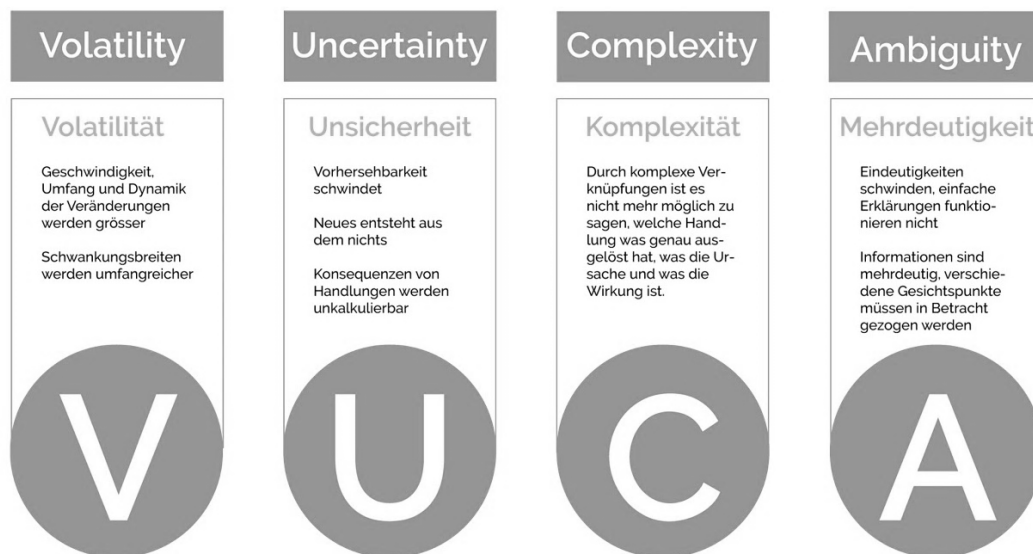 Volatility
Volatilität
Geschwindigkeit,
Umfang und Dynamik
der Veränderungen
werden grösser
Schwankungsbreiten
werden umfangreicher
V
Uncertainty
Unsicherheit
Vorhersehbarkeit
schwindet
Neues entsteht aus
dem nichts
Konsequenzen von
Handlungen werden
unkalkulierbar
U
Complexity
Komplexität
Durch komplexe Ver-
knüpfungen ist es
nicht mehr möglich zu
sagen, welche Hand-
lung was genau aus-
gelöst hat, was die Ur-
sache und was die
Wirkung ist.
C
Ambiguity
Mehrdeutigkeit
Eindeutigkeiten
schwinden, einfache
Erklärungen funktio-
nieren nicht
Informationen sind
mehrdeutig, verschie-
dene Gesichtspunkte
müssen in Betracht
gezogen werden
A